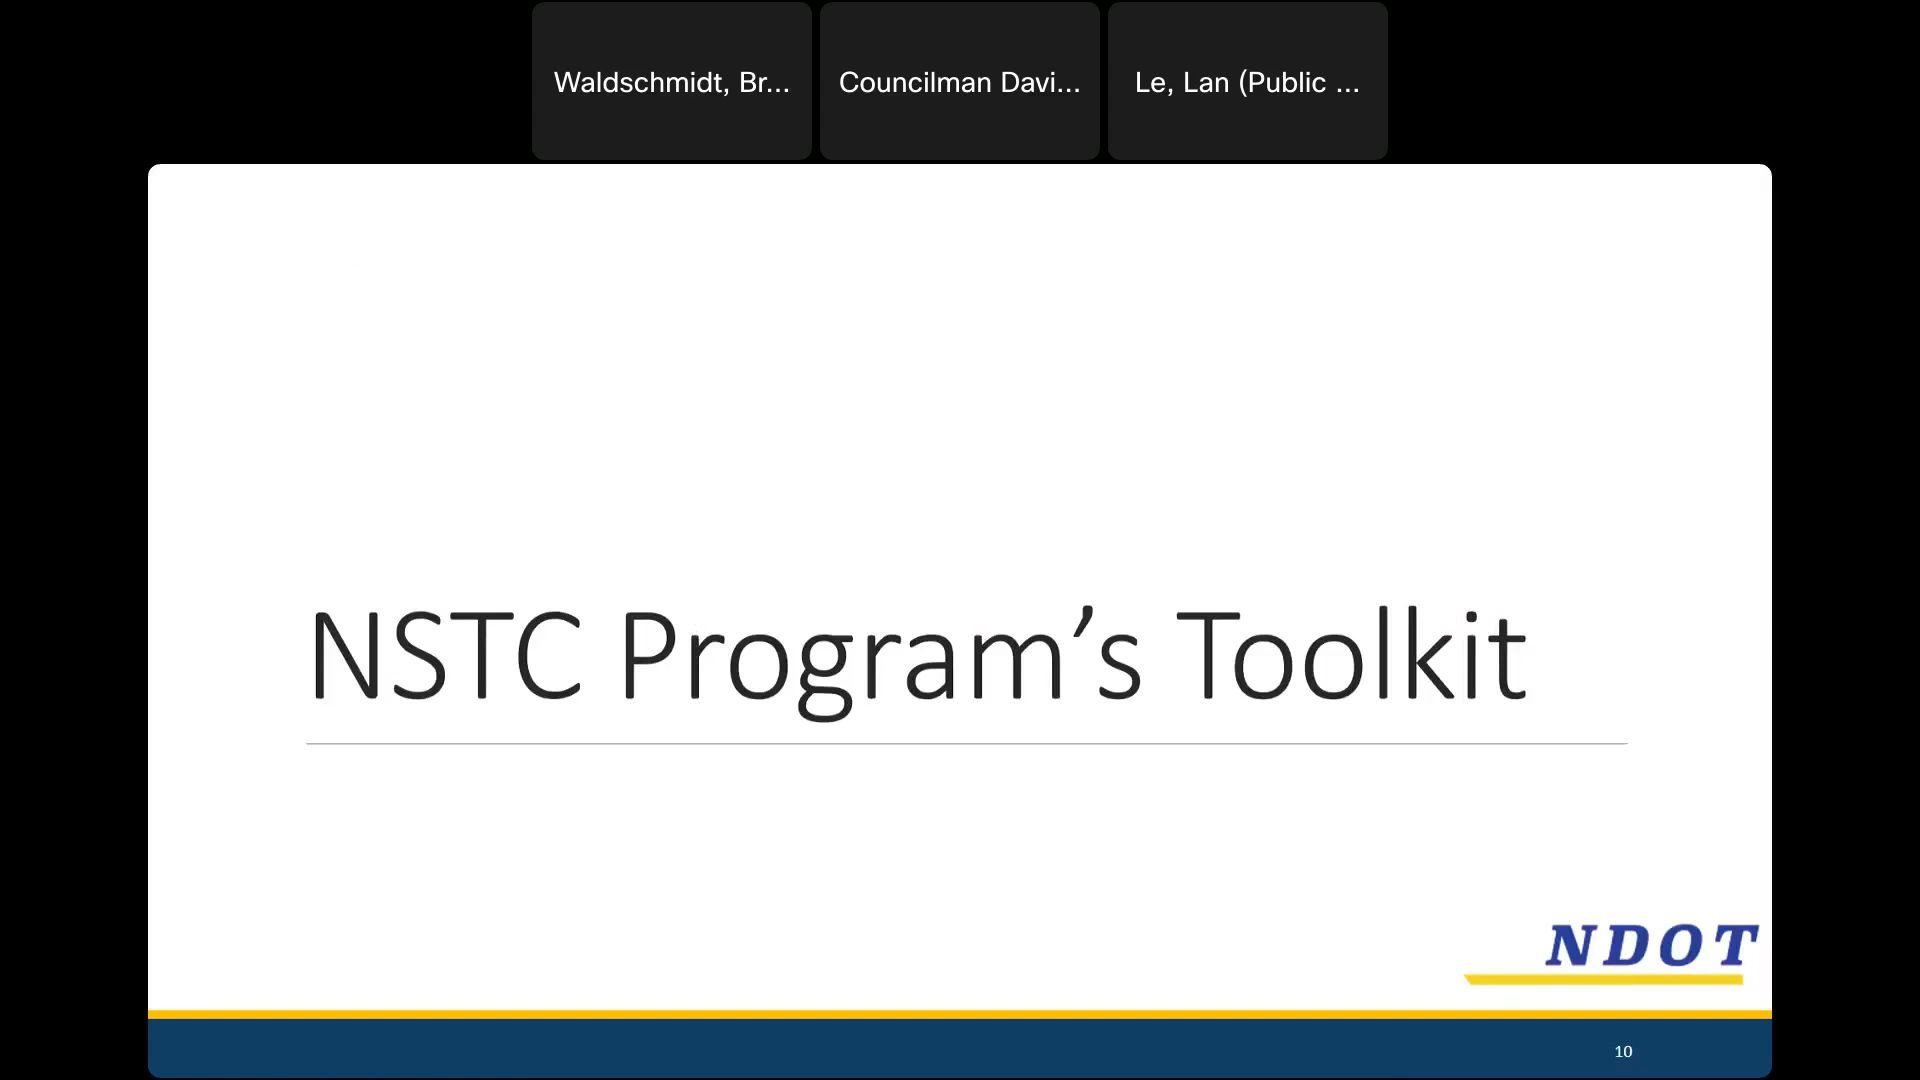 Waldschmidt, Br...
Councilman Davi...
Le, Lan (Public ...
NSTC Program’s Toolkit
NDOT
10